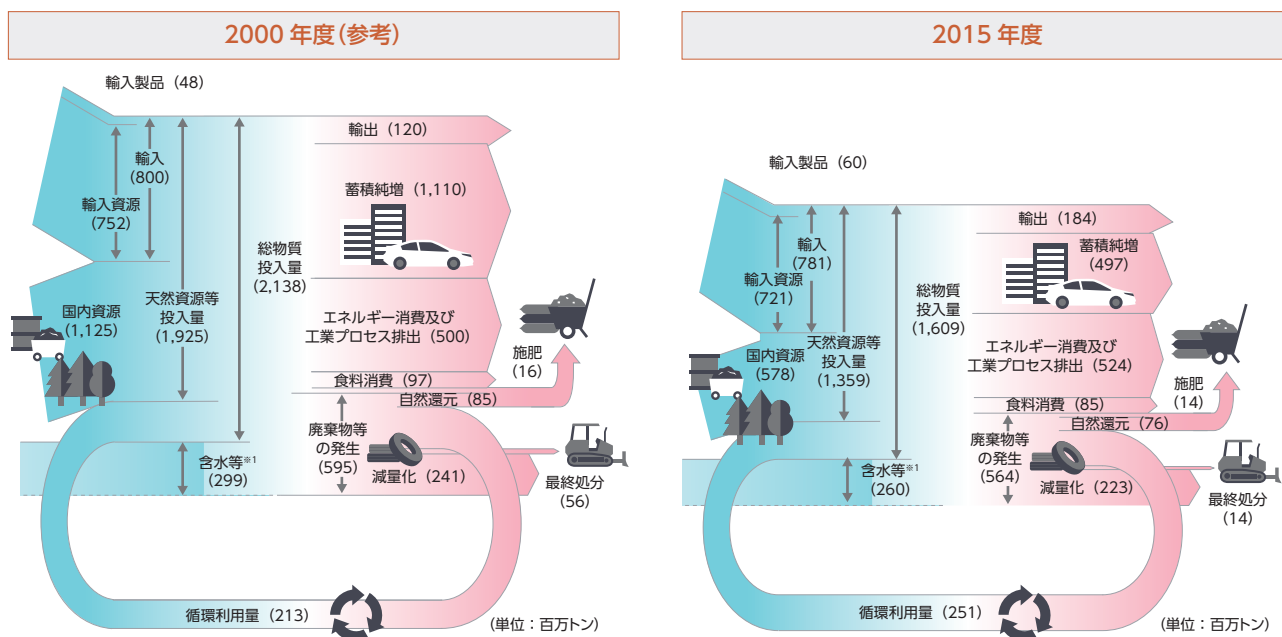 2000 年度(参考)
輸入製品（48）
輸入
（800）
輸入資源
（752）
国内資源
（1,125）
天然資源等
投入量
（1,925）
総物質
投入量
（2,138）
含水等※1
（299）
輸出（120）
蓄積純増（1,110）
エネルギー消費及び
工業プロセス排出（500）
食料消費（97）
自然還元（85）
施肥
（16）
廃棄物等
の発生
（595）
減量化（241）
最終処分
（56）
循環利用量（213）
（単位：百万トン）
2015 年度
輸入製品（60）
輸入
（781）
輸入資源
（721）
国内資源
（578）
天然資源等
投入量
（1,359）
総物質
投入量
（1,609）
含水等※1
（260）
輸出（184）
蓄積純増
（497）
エネルギー消費及び
工業プロセス排出（524）
食料消費（85）
自然還元（76）
施肥
（14）
廃棄物等
の発生
（564）
減量化（223）
最終処分
（14）
循環利用量（251）
（単位：百万トン）